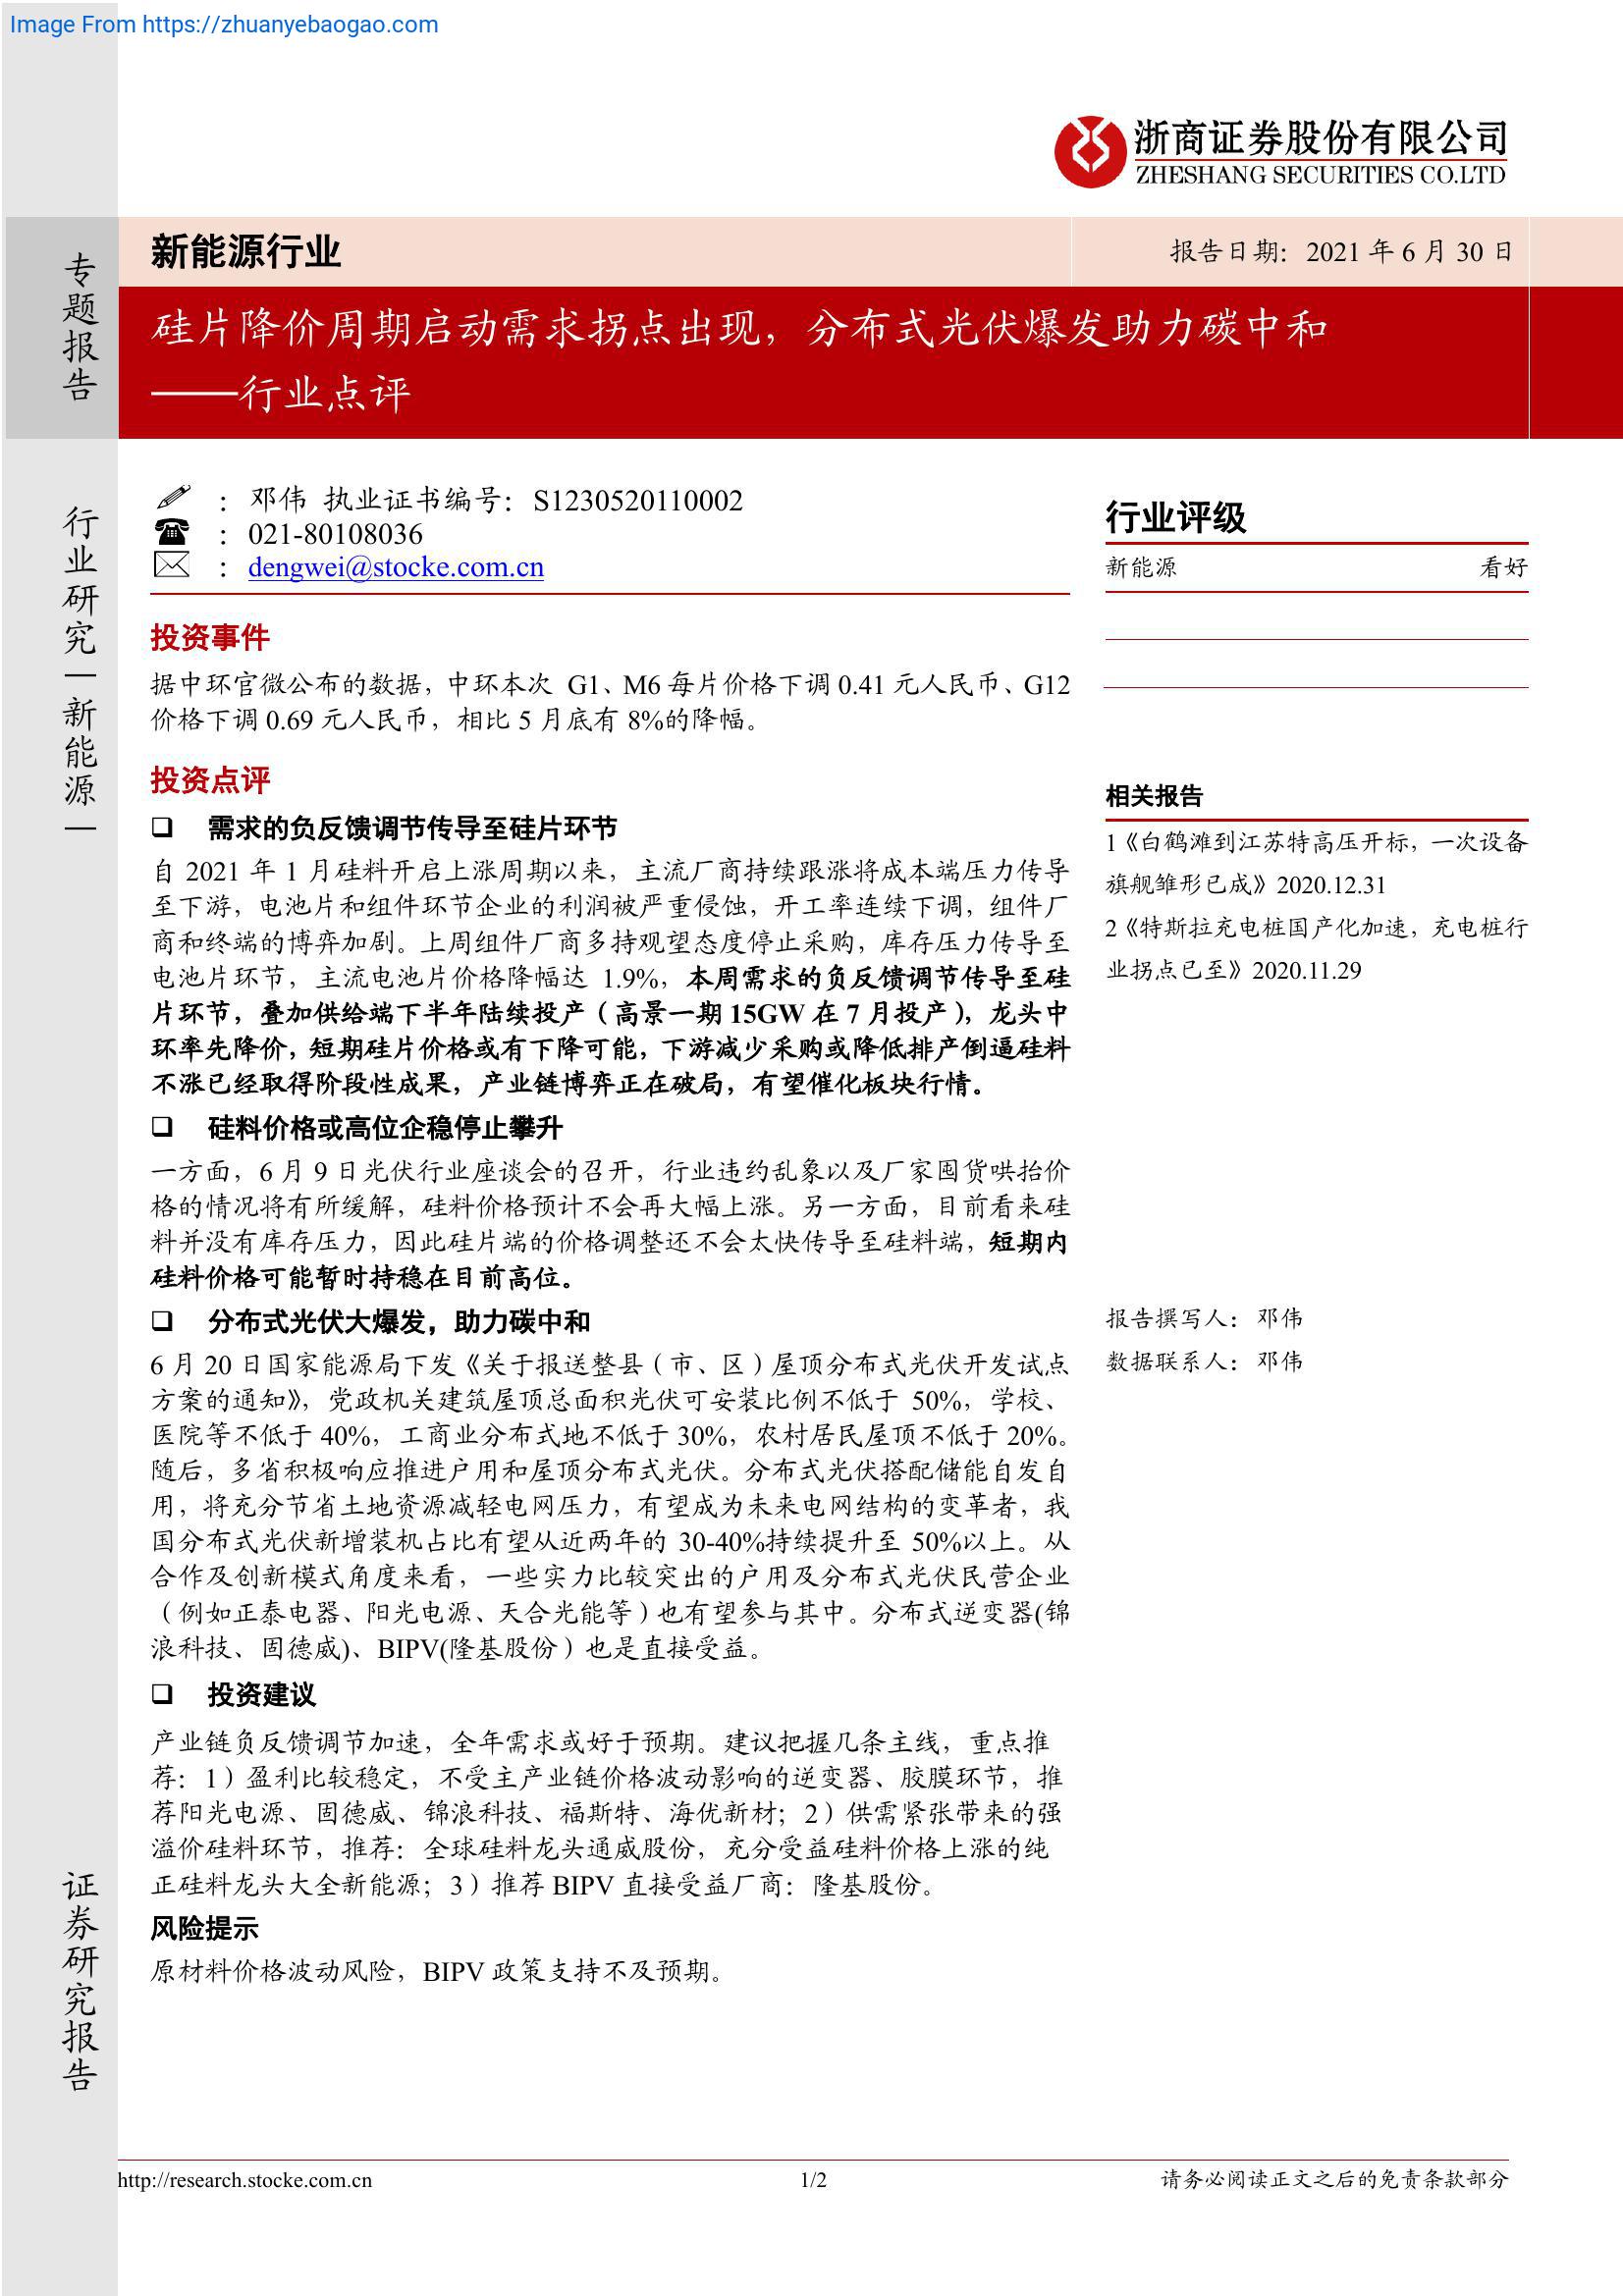 Image From https://zhuanyebaogao.com
浙商证券股份有限公司
ZHESHANG SECURITIES CO.LTD
专题报告
行业研究|新能源|
证券研究报告
新能源行业
报告日期：2021 年 6 月 30 日
硅片降价周期启动需求拐点出现，分布式光伏爆发助力碳中和
——行业点评
： 邓伟 执业证书编号：S1230520110002
： 021-80108036
： dengwei@stocke.com.cn
投资事件
据中环官微公布的数据，中环本次 G1、M6 每片价格下调 0.41 元人民币、G12
价格下调 0.69 元人民币，相比 5 月底有 8%的降幅。
投资点评
❑ 需求的负反馈调节传导至硅片环节
自 2021 年 1 月硅料开启上涨周期以来，主流厂商持续跟涨将成本端压力传导
至下游，电池片和组件环节企业的利润被严重侵蚀，开工率连续下调，组件厂
商和终端的博弈加剧。上周组件厂商多持观望态度停止采购，库存压力传导至
电池片环节，主流电池片价格降幅达 1.9%，本周需求的负反馈调节传导至硅
片环节，叠加供给端下半年陆续投产（高景一期 15GW 在 7 月投产），龙头中
环率先降价，短期硅片价格或有下降可能，下游减少采购或降低排产倒逼硅料
不涨已经取得阶段性成果，产业链博弈正在破局，有望催化板块行情。
❑ 硅料价格或高位企稳停止攀升
一方面，6 月 9 日光伏行业座谈会的召开，行业违约乱象以及厂家囤货哄抬价
格的情况将有所缓解，硅料价格预计不会再大幅上涨。另一方面，目前看来硅
料并没有库存压力，因此硅片端的价格调整还不会太快传导至硅料端，短期内
硅料价格可能暂时持稳在目前高位。
❑ 分布式光伏大爆发，助力碳中和
6 月 20 日国家能源局下发《关于报送整县（市、区）屋顶分布式光伏开发试点
方案的通知》，党政机关建筑屋顶总面积光伏可安装比例不低于 50%，学校、
医院等不低于 40%，工商业分布式地不低于 30%，农村居民屋顶不低于 20%。
随后，多省积极响应推进户用和屋顶分布式光伏。分布式光伏搭配储能自发自
用，将充分节省土地资源减轻电网压力，有望成为未来电网结构的变革者，我
国分布式光伏新增装机占比有望从近两年的 30-40%持续提升至 50%以上。从
合作及创新模式角度来看，一些实力比较突出的户用及分布式光伏民营企业
（例如正泰电器、阳光电源、天合光能等）也有望参与其中。分布式逆变器(锦
浪科技、固德威)、BIPV(隆基股份）也是直接受益。
❑ 投资建议
产业链负反馈调节加速，全年需求或好于预期。建议把握几条主线，重点推
荐：1）盈利比较稳定，不受主产业链价格波动影响的逆变器、胶膜环节，推
荐阳光电源、固德威、锦浪科技、福斯特、海优新材；2）供需紧张带来的强
溢价硅料环节，推荐：全球硅料龙头通威股份，充分受益硅料价格上涨的纯
正硅料龙头大全新能源；3）推荐 BIPV 直接受益厂商：隆基股份。
风险提示
原材料价格波动风险，BIPV 政策支持不及预期。
行业评级
新能源 看好
相关报告
1《白鹤滩到江苏特高压开标，一次设备
旗舰雏形已成》2020.12.31
2《特斯拉充电桩国产化加速，充电桩行
业拐点已至》2020.11.29
报告撰写人：邓伟
数据联系人：邓伟
http://research.stocke.com.cn
1/2
请务必阅读正文之后的免责条款部分